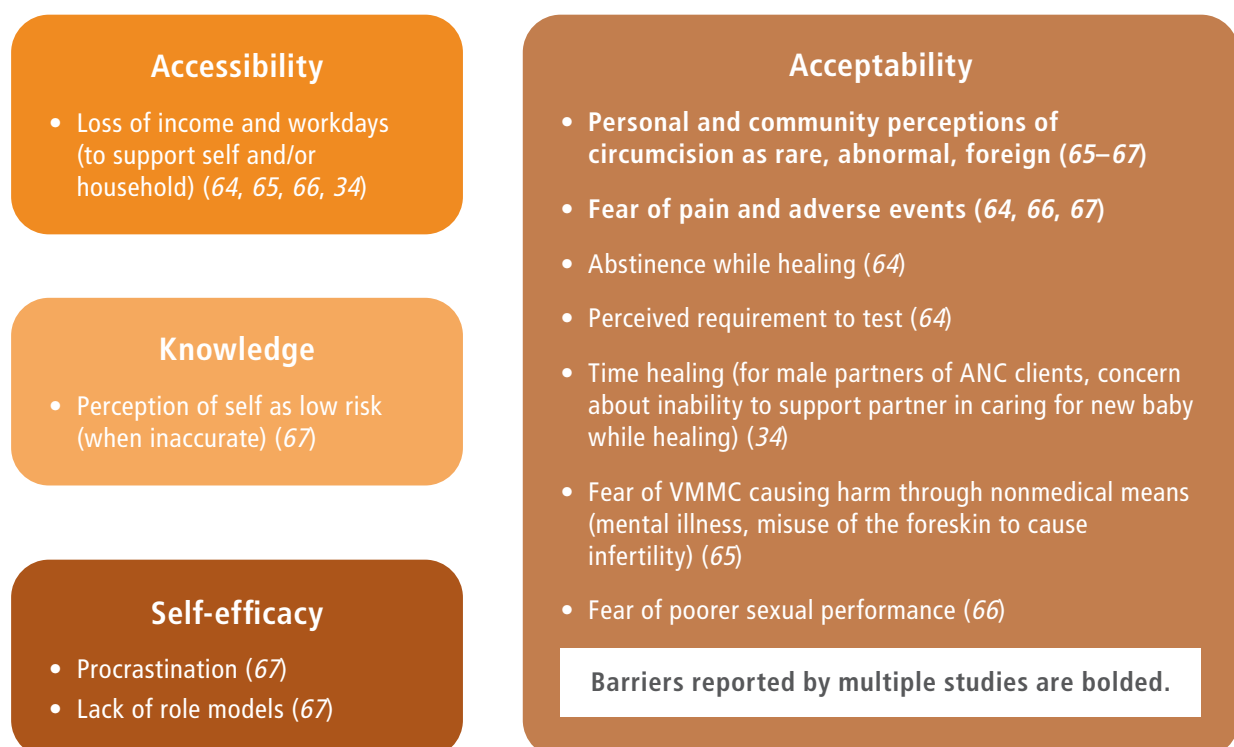 Accessibility
• Loss of income and workdays
(to support self and/or
household) (64, 65, 66, 34)
Knowledge
• Perception of self as low risk
(when inaccurate) (67)
Self-efficacy
• Procrastination (67)
• Lack of role models (67)
Acceptability
• Personal and community perceptions of
circumcision as rare, abnormal, foreign (65–67)
• Fear of pain and adverse events (64, 66, 67)
• Abstinence while healing (64)
• Perceived requirement to test (64)
• Time healing (for male partners of ANC clients, concern
about inability to support partner in caring for new baby
while healing) (34)
• Fear of VMMC causing harm through nonmedical means
(mental illness, misuse of the foreskin to cause
infertility) (65)
• Fear of poorer sexual performance (66)
Barriers reported by multiple studies are bolded.